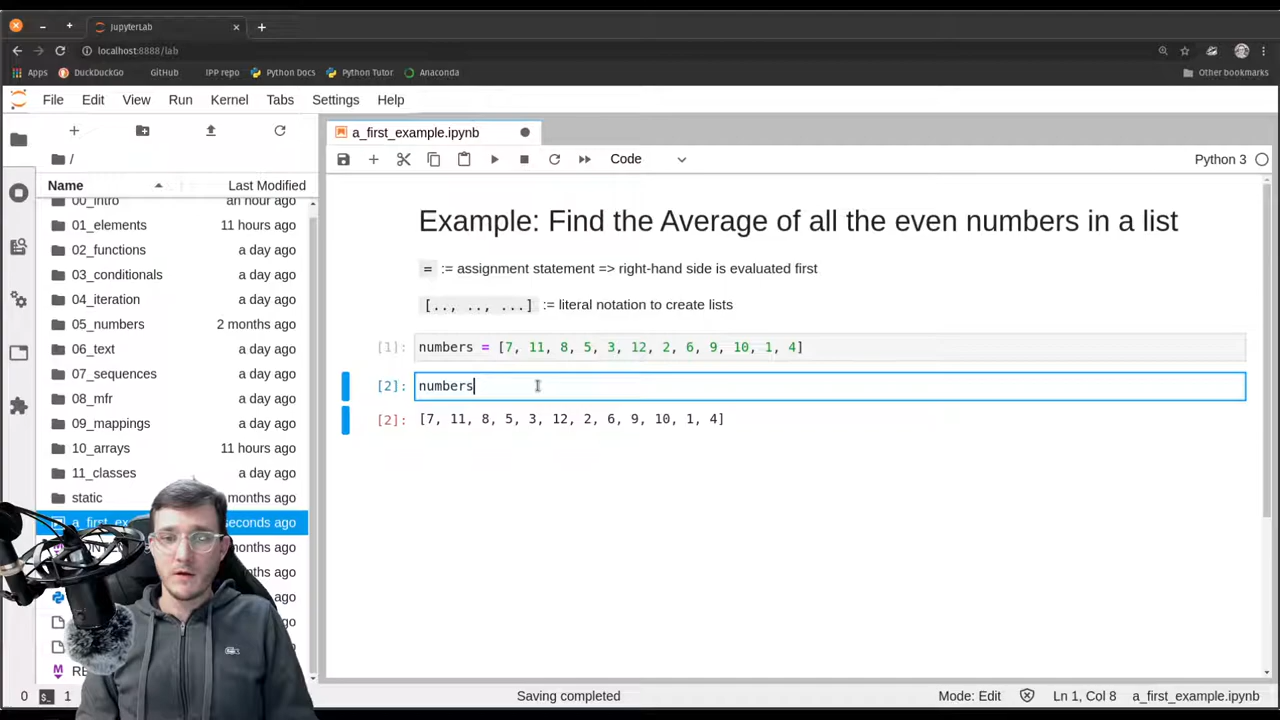 JupyterLab
localhost:8888/lab
Apps DuckDuckGo GitHub IPP repo Python Docs Python Tutor Anaconda Other bookmarks
File Edit View Run Kernel Tabs Settings Help
a_first_example.ipynb
/
Code Python 3
Name Last Modified
00_intro an hour ago
01_elements 11 hours ago
02_functions a day ago
03_conditionals a day ago
04_iteration a day ago
05_numbers 2 months ago
06_text a day ago
07_sequences a day ago
08_mfr a day ago
09_mappings a day ago
10_arrays 11 hours ago
11_classes a day ago
static months ago
a_first_ex seconds ago
months ago
ago
ago
Example: Find the Average of all the even numbers in a list
= := assignment statement => right-hand side is evaluated first
[.., .., ...] := literal notation to create lists
[1]: numbers = [7, 11, 8, 5, 3, 12, 2, 6, 9, 10, 1, 4]
[2]: numbers
[2]: [7, 11, 8, 5, 3, 12, 2, 6, 9, 10, 1, 4]
0 $_ 1 Saving completed Mode: Edit Ln 1, Col 8 a_first_example.ipynb